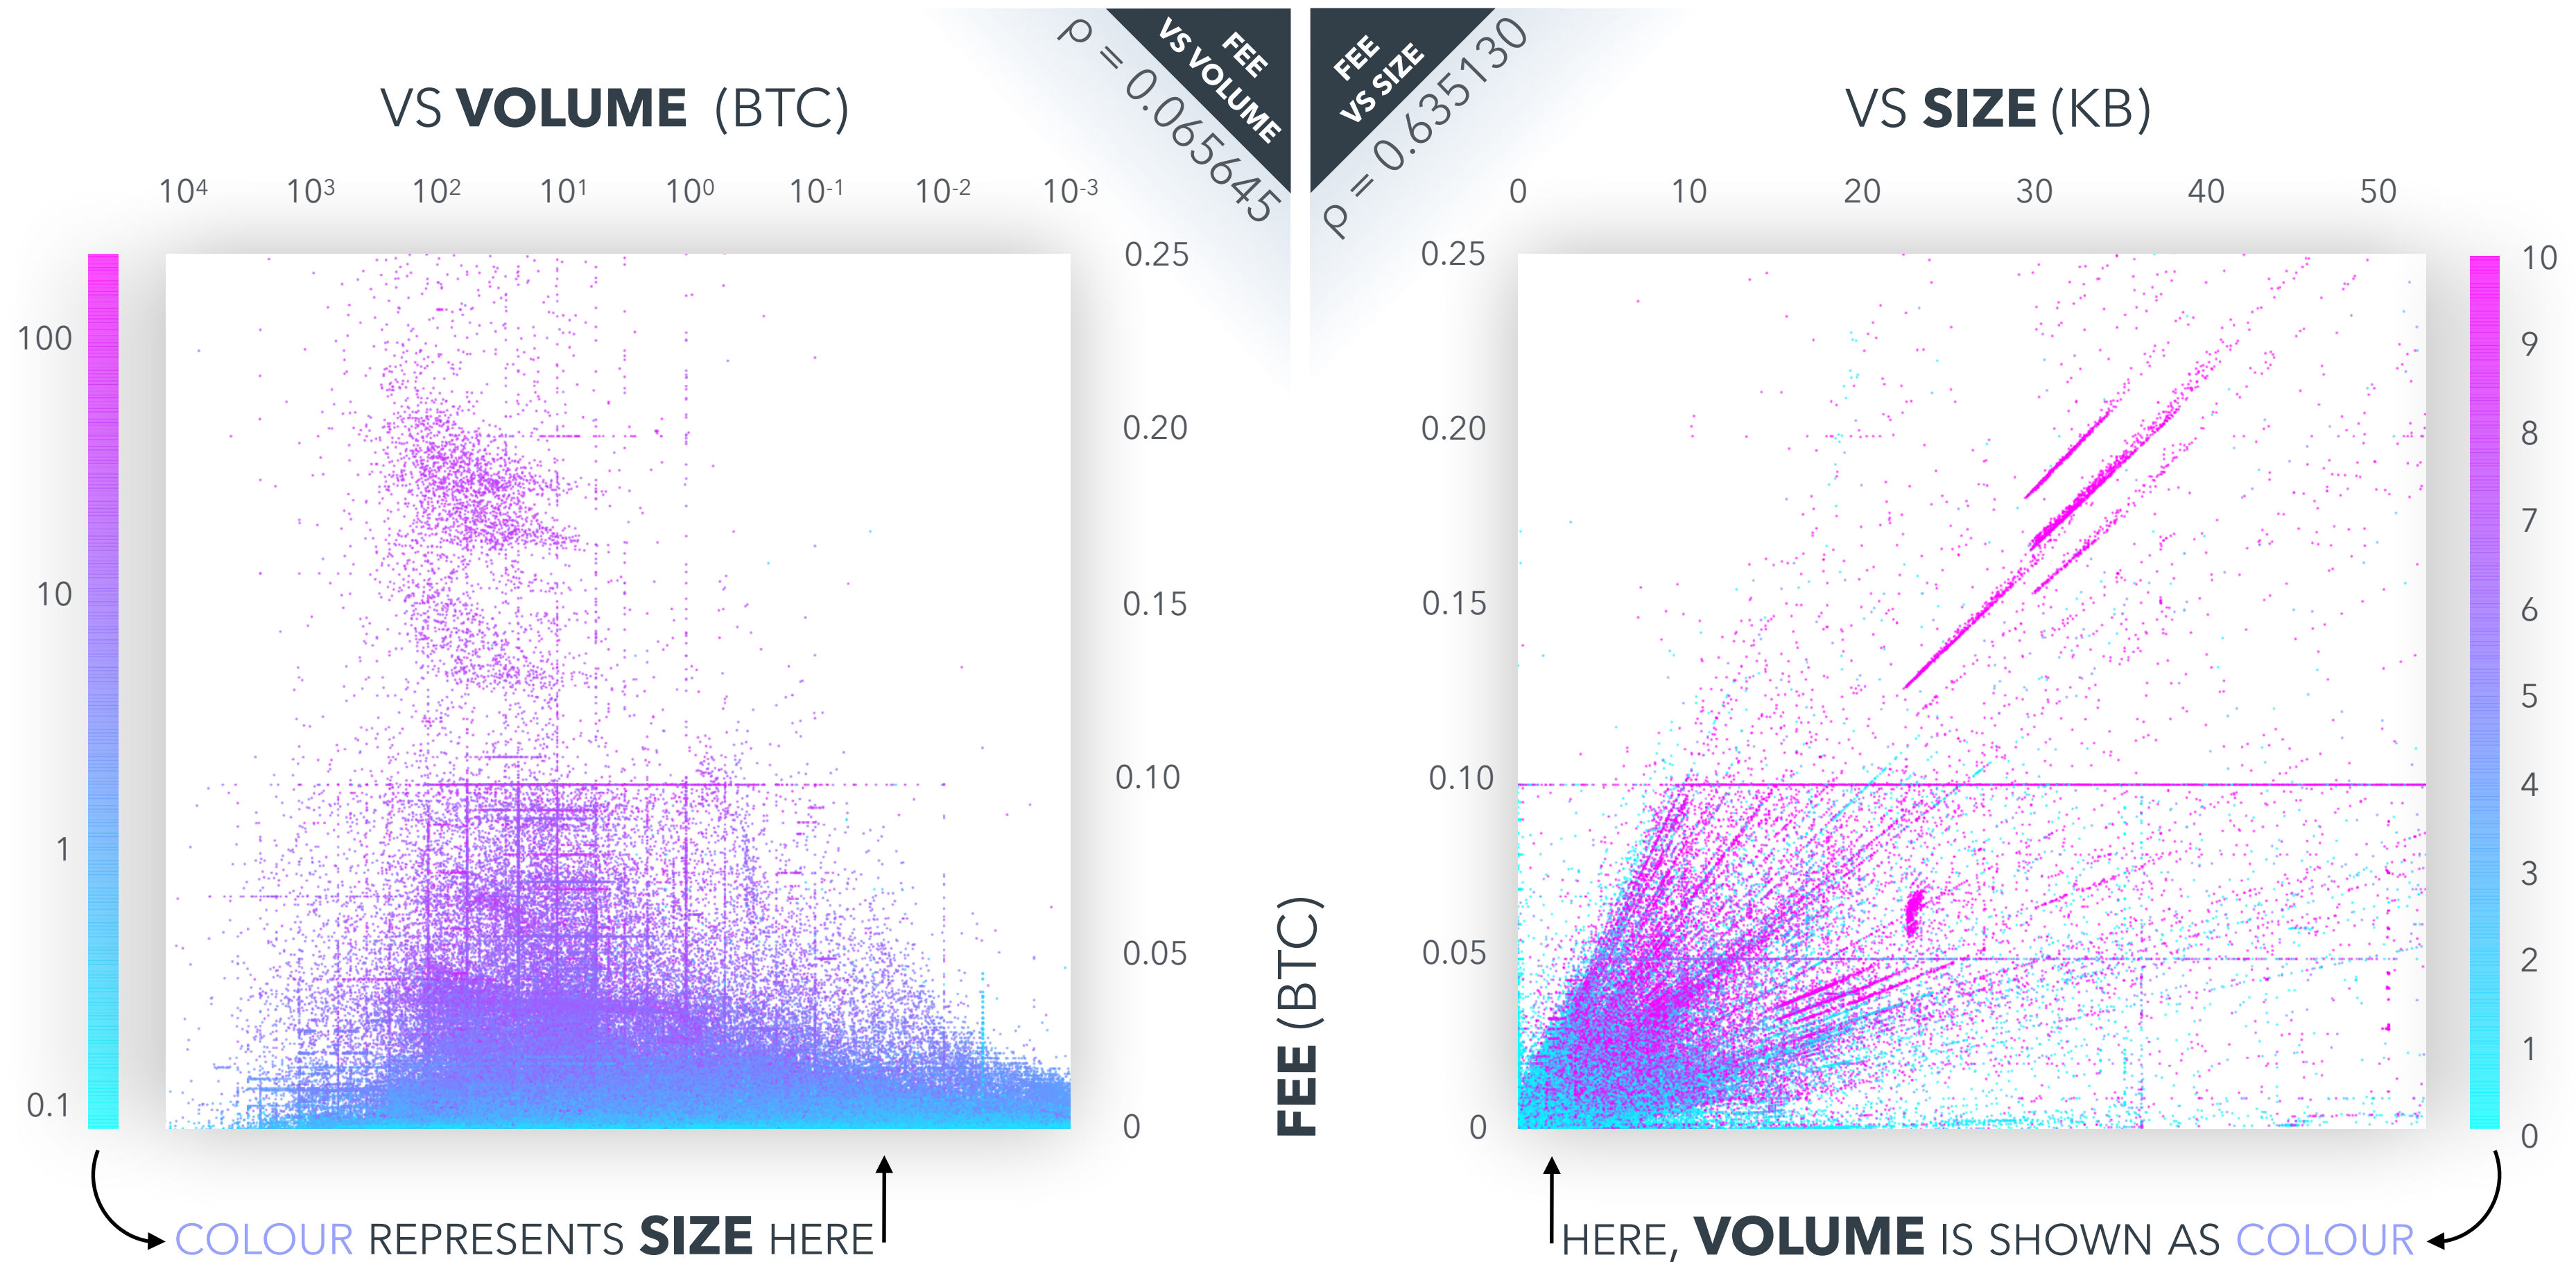 FEE
VS VOLUME
ρ = 0.065645
FEE
VS SIZE
ρ = 0.635130
VS VOLUME (BTC)
VS SIZE (KB)
10⁴ 10³ 10² 10¹ 10⁰ 10⁻¹ 10⁻² 10⁻³
0 10 20 30 40 50
100
10
1
0.1
0.25
0.20
0.15
0.10
0.05
0
FEE (BTC)
0.25
0.20
0.15
0.10
0.05
0
10
9
8
7
6
5
4
3
2
1
0
COLOUR REPRESENTS SIZE HERE
HERE, VOLUME IS SHOWN AS COLOUR